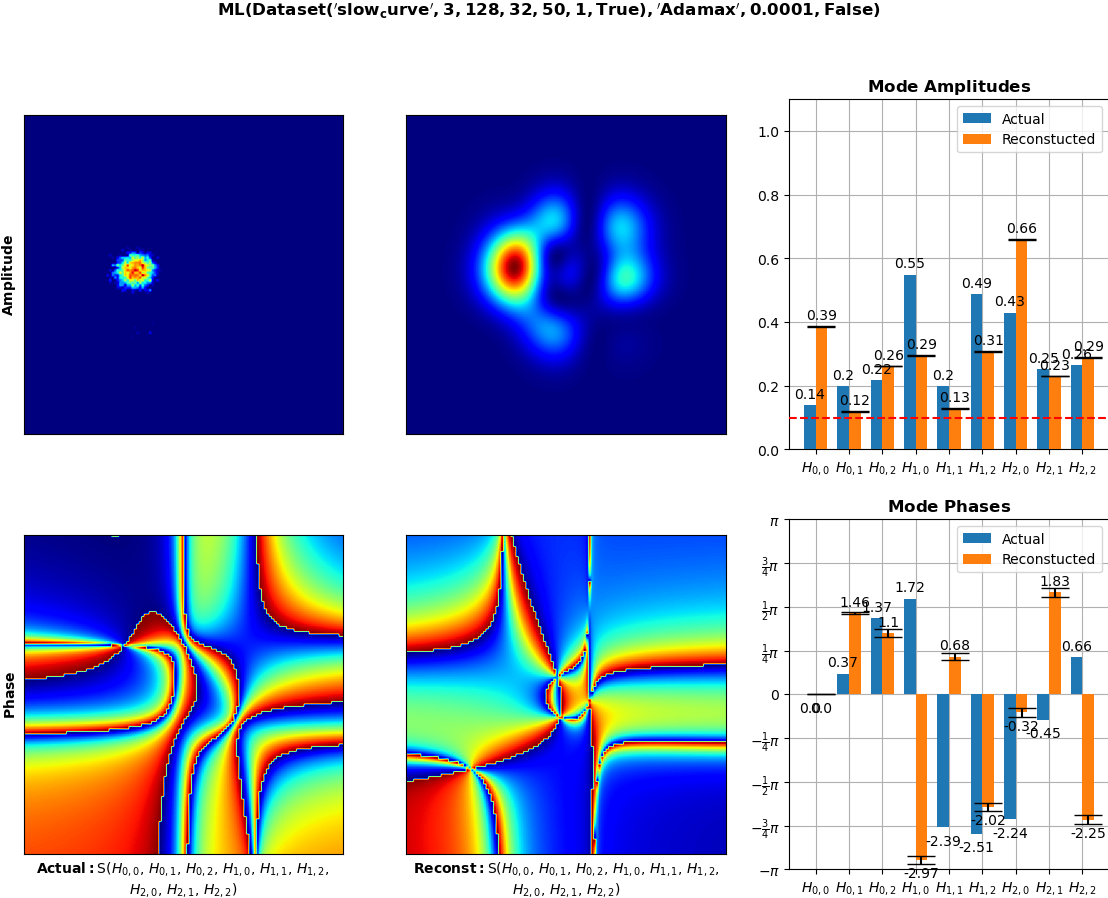 ML(Dataset('slow_curve', 3, 128, 32, 50, 1, True), 'Adamax', 0.0001, False)
Amplitude
Mode Amplitudes
Actual
Reconstucted
1.0
0.8
0.6
0.4
0.2
0.0
0.14 0.39 0.2 0.12 0.22 0.26 0.55 0.29 0.2 0.13 0.49 0.31 0.43 0.66 0.25 0.23 0.26 0.29
H0,0 H0,1 H0,2 H1,0 H1,1 H1,2 H2,0 H2,1 H2,2
Phase
Actual: S(H0,0, H0,1, H0,2, H1,0, H1,1, H1,2,
H2,0, H2,1, H2,2)
Reconst: S(H0,0, H0,1, H0,2, H1,0, H1,1, H1,2,
H2,0, H2,1, H2,2)
Mode Phases
Actual
Reconstucted
π
3/4π
1/2π
1/4π
0
−1/4π
−1/2π
−3/4π
−π
0.0 0.0 0.37 1.46 1.37 1.1 1.72 -2.97 -2.39 0.68 -2.51 -2.02 -2.24 -0.32 -0.45 1.83 0.66 -2.25
H0,0 H0,1 H0,2 H1,0 H1,1 H1,2 H2,0 H2,1 H2,2